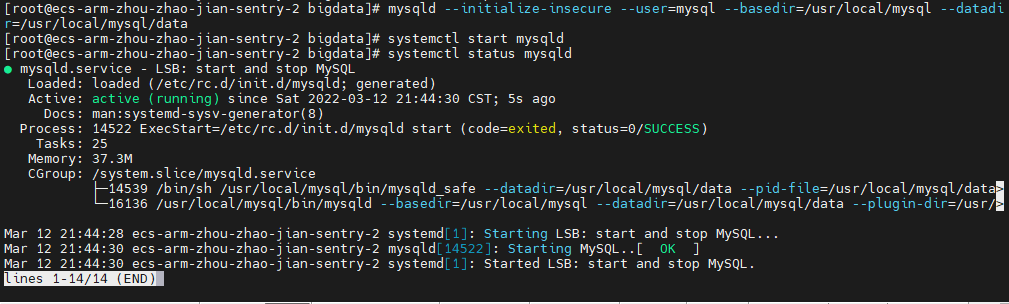 [root@ecs-arm-zhou-zhao-jian-sentry-2 bigdata]# mysqld --initialize-insecure --user=mysql --basedir=/usr/local/mysql --datadi
r=/usr/local/mysql/data
[root@ecs-arm-zhou-zhao-jian-sentry-2 bigdata]# systemctl start mysqld
[root@ecs-arm-zhou-zhao-jian-sentry-2 bigdata]# systemctl status mysqld
● mysqld.service - LSB: start and stop MySQL
Loaded: loaded (/etc/rc.d/init.d/mysqld; generated)
Active: active (running) since Sat 2022-03-12 21:44:30 CST; 5s ago
Docs: man:systemd-sysv-generator(8)
Process: 14522 ExecStart=/etc/rc.d/init.d/mysqld start (code=exited, status=0/SUCCESS)
Tasks: 25
Memory: 37.3M
CGroup: /system.slice/mysqld.service
├─14539 /bin/sh /usr/local/mysql/bin/mysqld_safe --datadir=/usr/local/mysql/data --pid-file=/usr/local/mysql/data>
└─16136 /usr/local/mysql/bin/mysqld --basedir=/usr/local/mysql --datadir=/usr/local/mysql/data --plugin-dir=/usr/>
Mar 12 21:44:28 ecs-arm-zhou-zhao-jian-sentry-2 systemd[1]: Starting LSB: start and stop MySQL...
Mar 12 21:44:30 ecs-arm-zhou-zhao-jian-sentry-2 mysqld[14522]: Starting MySQL..[  OK  ]
Mar 12 21:44:30 ecs-arm-zhou-zhao-jian-sentry-2 systemd[1]: Started LSB: start and stop MySQL.
lines 1-14/14 (END)